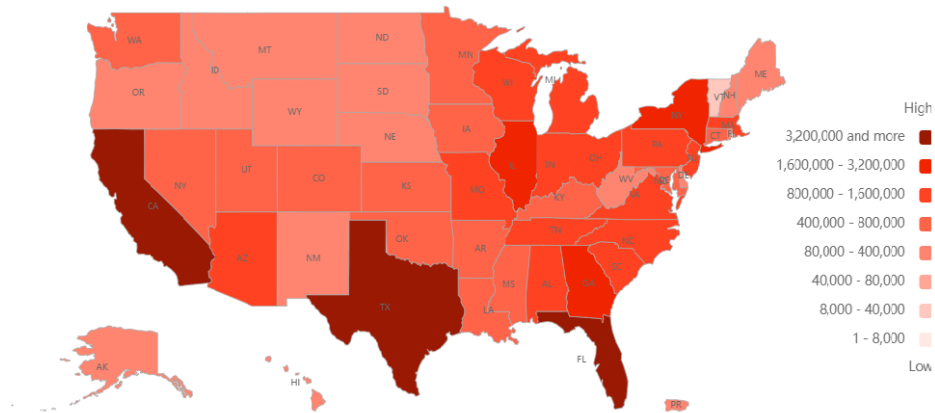 WA
MT
ND
MN
ID
OR
SD
WI
MI
ME
VT
NH
WY
NY
IA
NE
PA
CT
High
3,200,000 and more
1,600,000 - 3,200,000
800,000 - 1,600,000
400,000 - 800,000
80,000 - 400,000
40,000 - 80,000
8,000 - 40,000
1 - 8,000
Low
UT
NY
CO
KS
MO
IL
IN
OH
WV
VA
DE
KY
CA
AZ
NM
OK
AR
TN
SC
TX
LA
MS
AL
GA
FL
AK
HI
PR